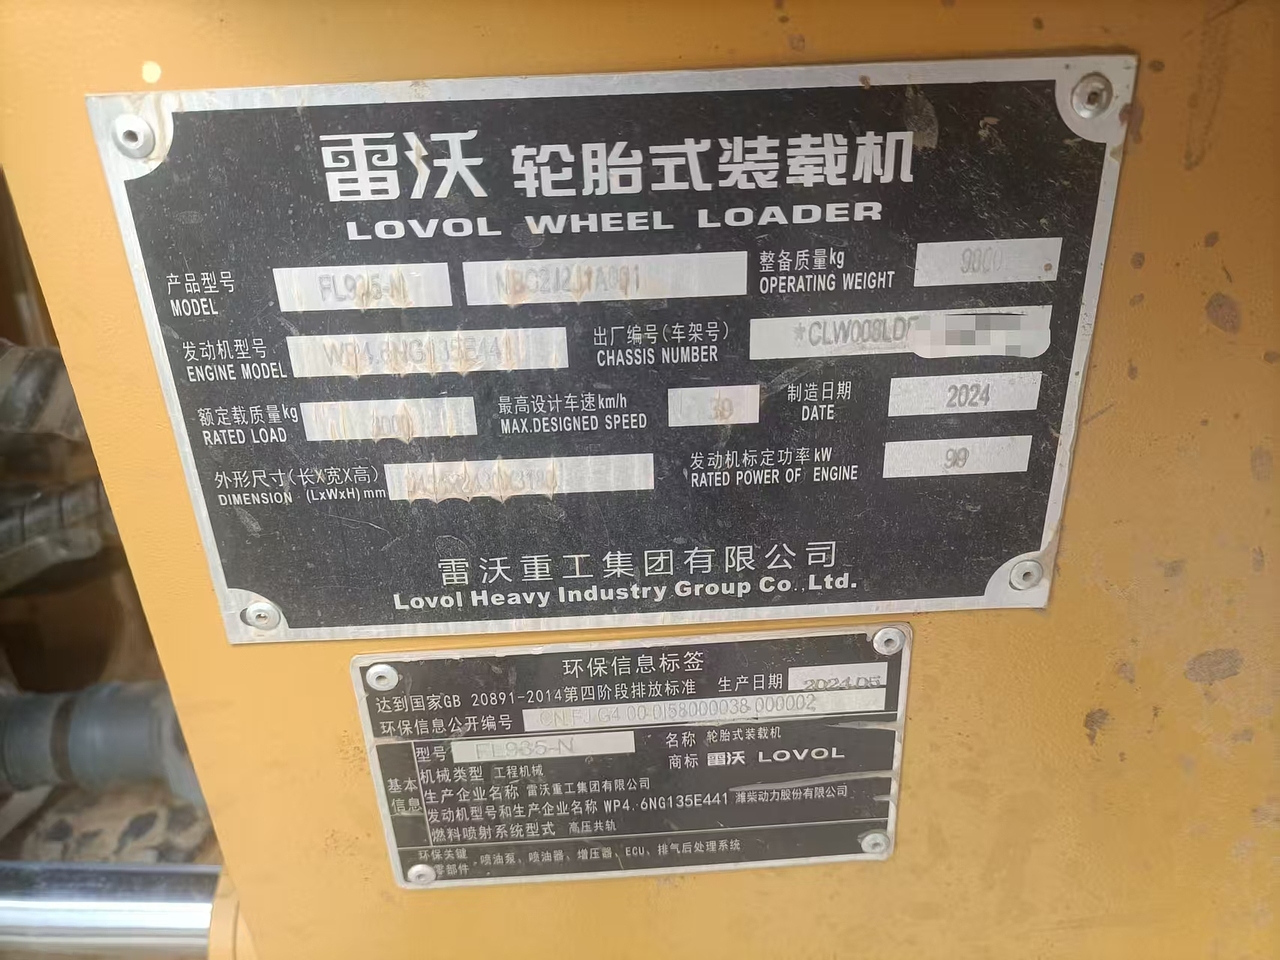 雷沃 轮胎式装载机
LOVOL WHEEL LOADER
产品型号 FL935-N
MODEL
整备质量kg
OPERATING WEIGHT
发动机型号 WP4.6NG135E441
ENGINE MODEL
出厂编号(车架号) *CLW008LD
CHASSIS NUMBER
额定载质量kg
RATED LOAD
最高设计车速km/h
MAX.DESIGNED SPEED
制造日期 2024
DATE
外形尺寸(长X宽X高)
DIMENSION (LxWxH) mm
发动机标定功率kW
RATED POWER OF ENGINE
雷沃重工集团有限公司
Lovol Heavy Industry Group Co.,Ltd.
环保信息标签
达到国家GB 20891-2014第四阶段排放标准 生产日期 2024.05
环保信息公开编号
型号 FL935-N 名称 轮胎式装载机
商标 雷沃 LOVOL
基本信息
机械类型 工程机械
生产企业名称 雷沃重工集团有限公司
发动机型号和生产企业名称 WP4.6NG135E441 潍柴动力股份有限公司
燃料喷射系统型式 高压共轨
环保关键零部件 喷油泵、喷油器、增压器、ECU、排气后处理系统